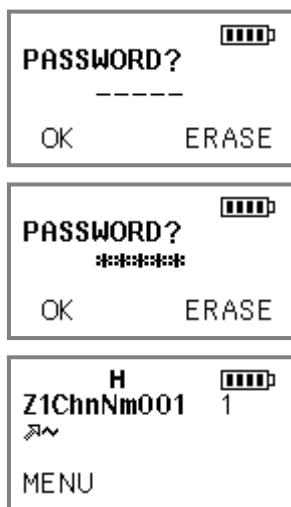 PASSWORD?
-----
OK ERASE
PASSWORD?
*****
OK ERASE
H
Z1ChnNm001 1
MENU